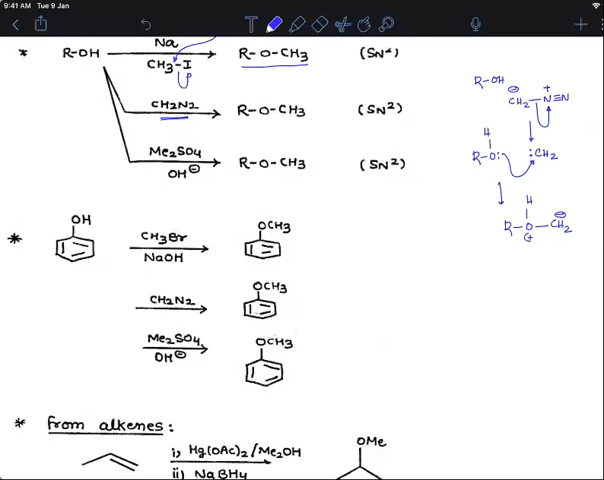 9:41 AM Tue 9 Jan
* R-OH Na CH3-I R-O-CH3 (SN²)
CH2N2 R-O-CH3 (SN²)
Me2SO4 OH⊖ R-O-CH3 (SN²)
R-OH
⊖ +
CH2-N≡N
H
R-O: :CH2
H
R-O-CH2 ⊖
(+)
* OH CH3Br NaOH OCH3
CH2N2 OCH3
Me2SO4, OH⊖ OCH3
* from alkenes:
i, Hg(OAc)2/Me2OH OMe
ii) NaBH4